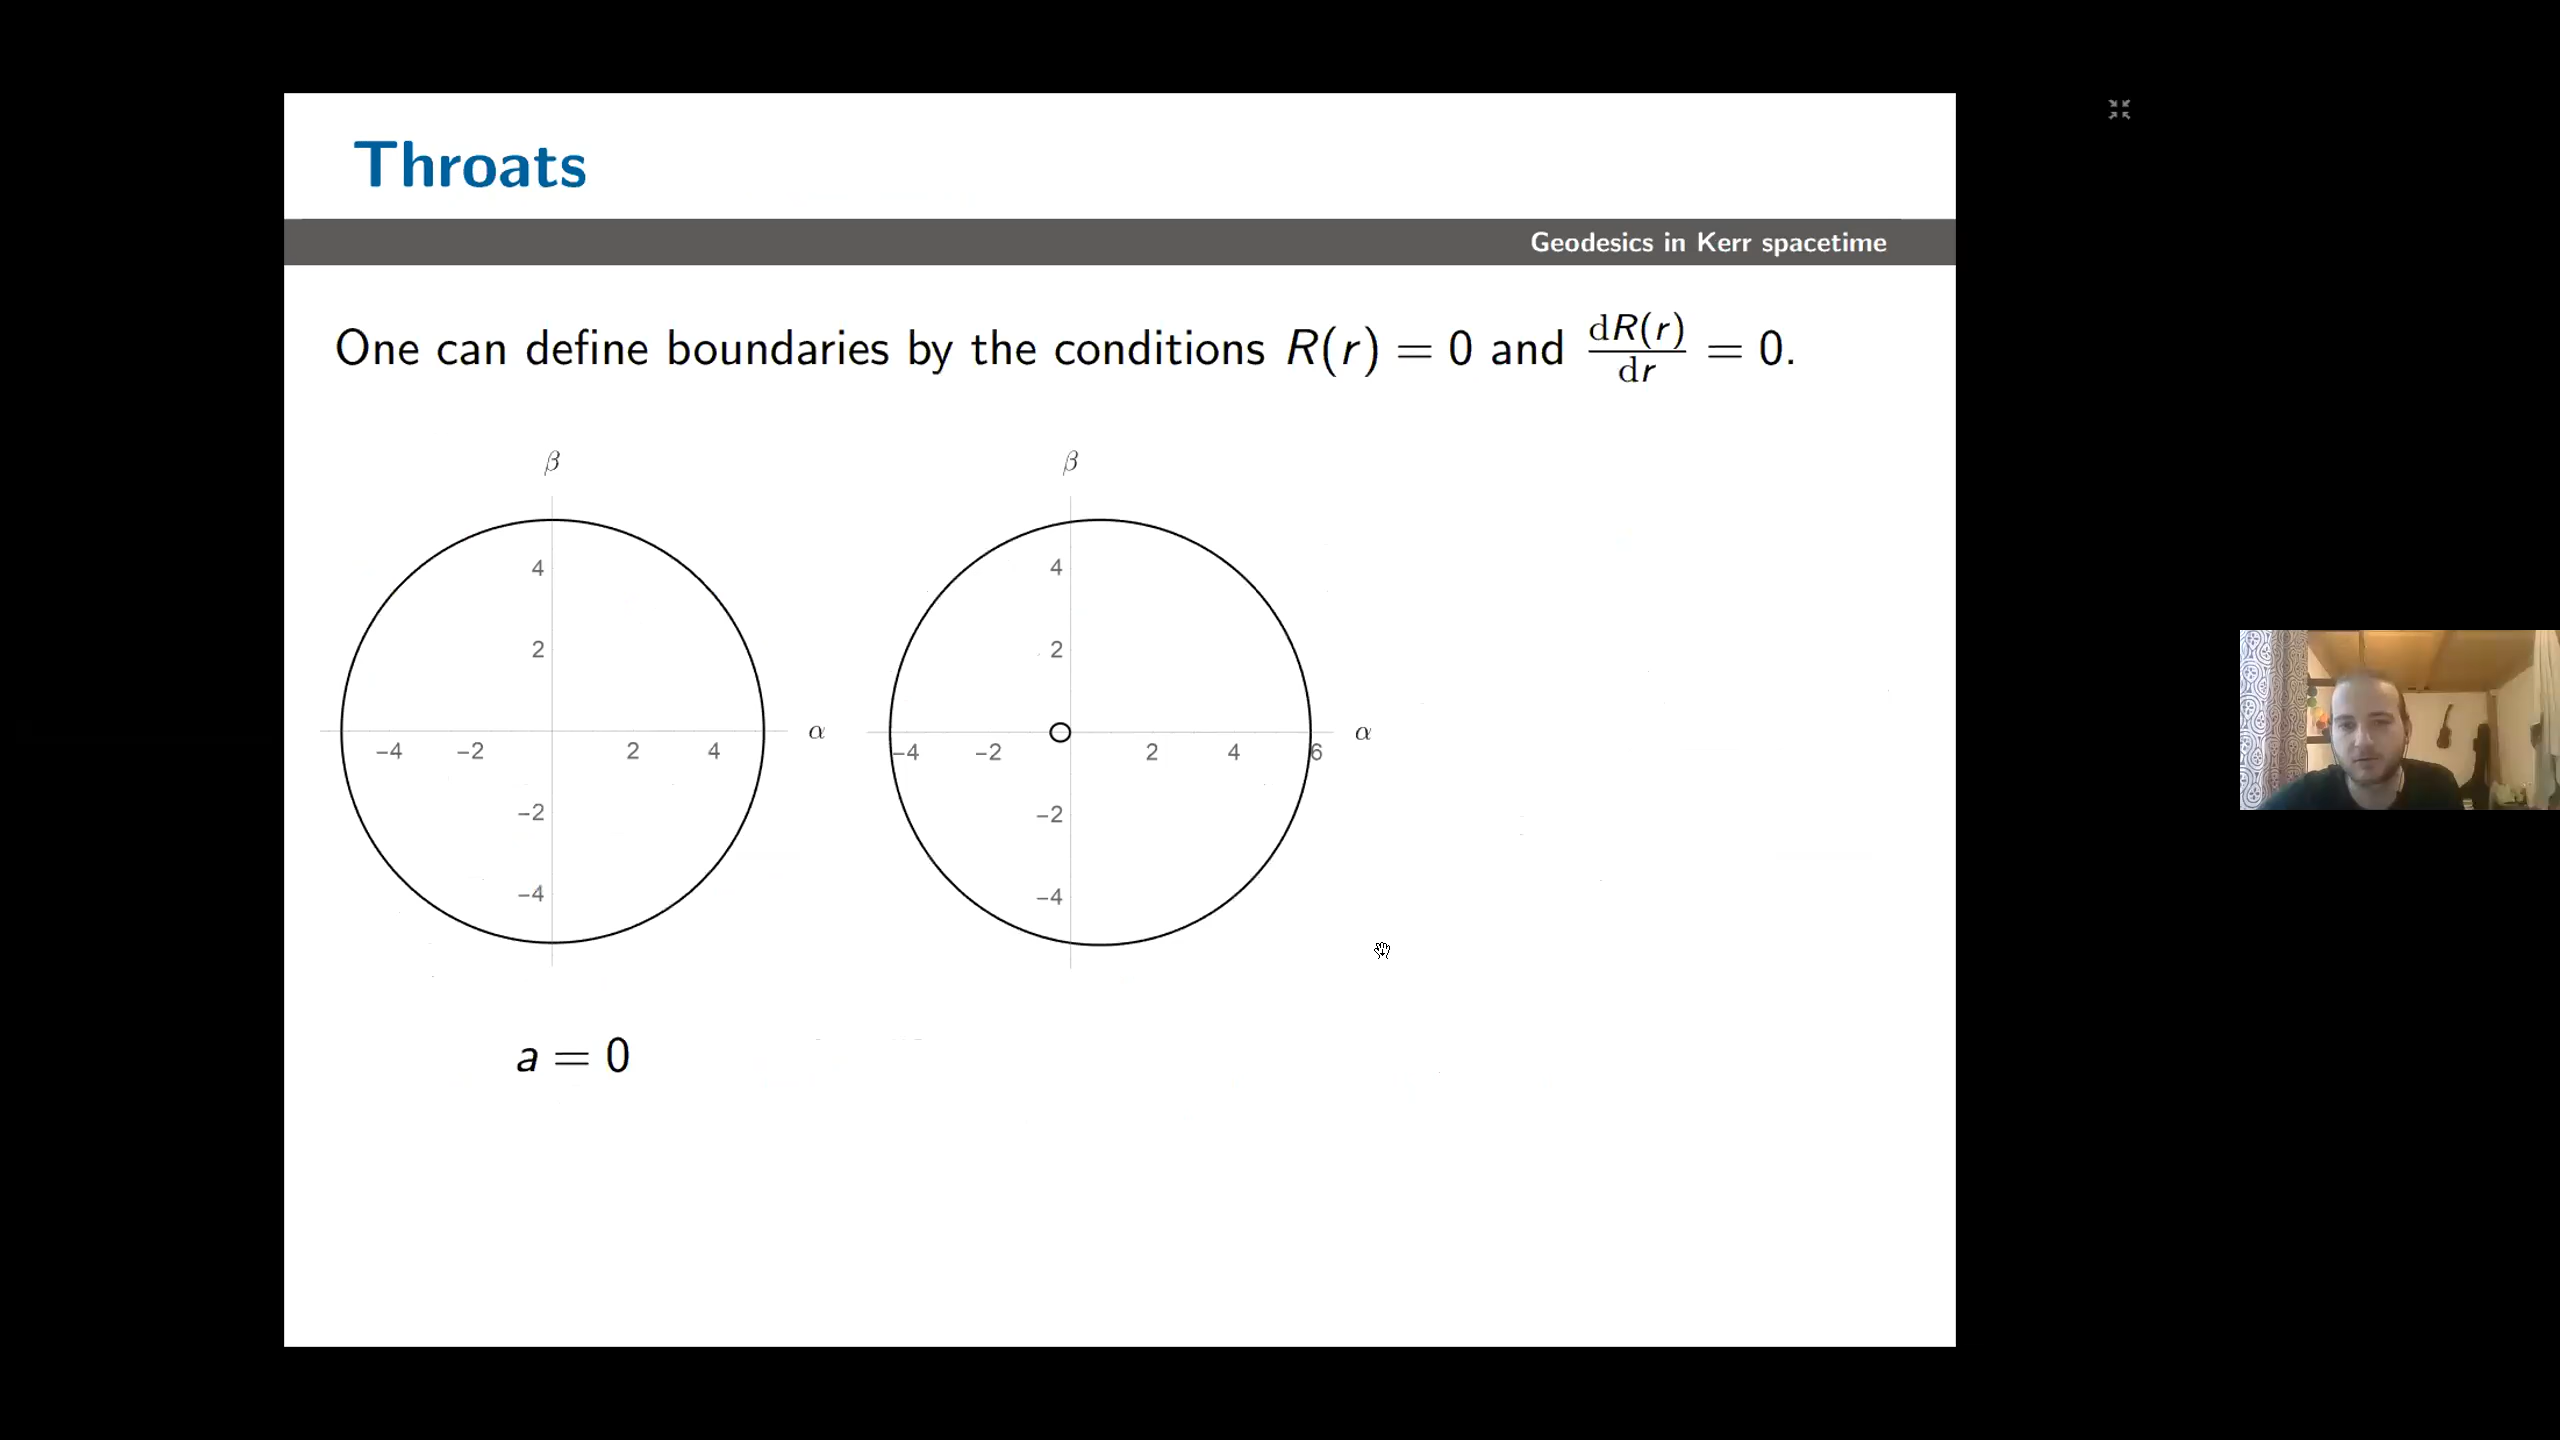 Throats
Geodesics in Kerr spacetime
One can define boundaries by the conditions R(r) = 0 and dR(r)/dr = 0.
β
4
2
−4 −2 2 4 α
−2
−4
β
4
2
−4 −2 2 4 6 α
−2
−4
a = 0